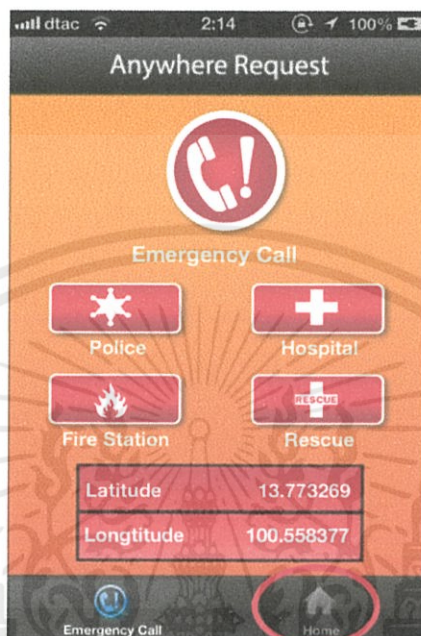 dtac 2:14 100%
Anywhere Request
Emergency Call
Police Hospital
RESCUE
Fire Station Rescue
Latitude 13.773269
Longtitude 100.558377
Emergency Call Home